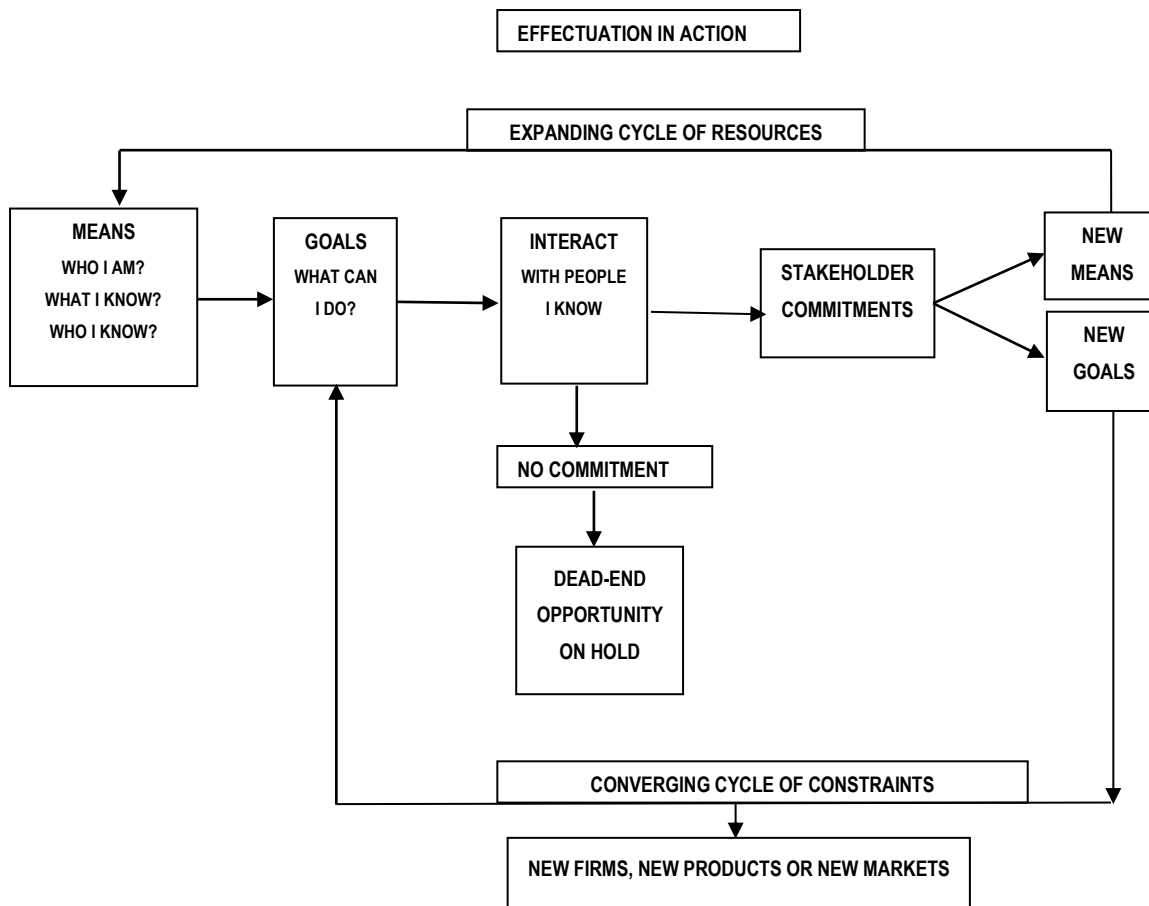 EFFECTUATION IN ACTION
EXPANDING CYCLE OF RESOURCES
MEANS
WHO I AM?
WHAT I KNOW?
WHO I KNOW?
GOALS
WHAT CAN
I DO?
INTERACT
WITH PEOPLE
I KNOW
STAKEHOLDER
COMMITMENTS
NEW
MEANS
NEW
GOALS
NO COMMITMENT
DEAD-END
OPPORTUNITY
ON HOLD
CONVERGING CYCLE OF CONSTRAINTS
NEW FIRMS, NEW PRODUCTS OR NEW MARKETS